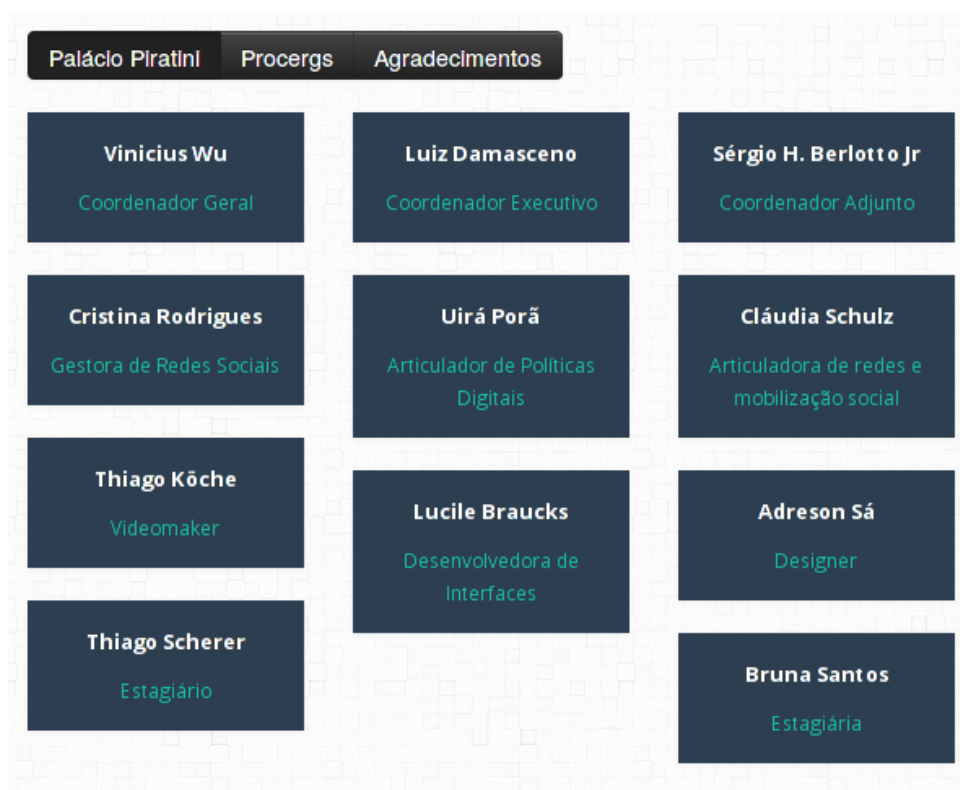 Palácio Piratini
Procergs
Agradecimentos
Vinicius Wu
Coordenador Geral
Luiz Damasceno
Coordenador Executivo
Sérgio H. Berlotto Jr
Coordenador Adjunto
Cristina Rodrigues
Gestora de Redes Sociais
Uirá Porã
Articulador de Políticas
Digitais
Cláudia Schulz
Articuladora de redes e
mobilização social
Thiago Köche
Videomaker
Lucile Braucks
Desenvolvedora de
Interfaces
Adreson Sá
Designer
Thiago Scherer
Estagiário
Bruna Santos
Estagiária